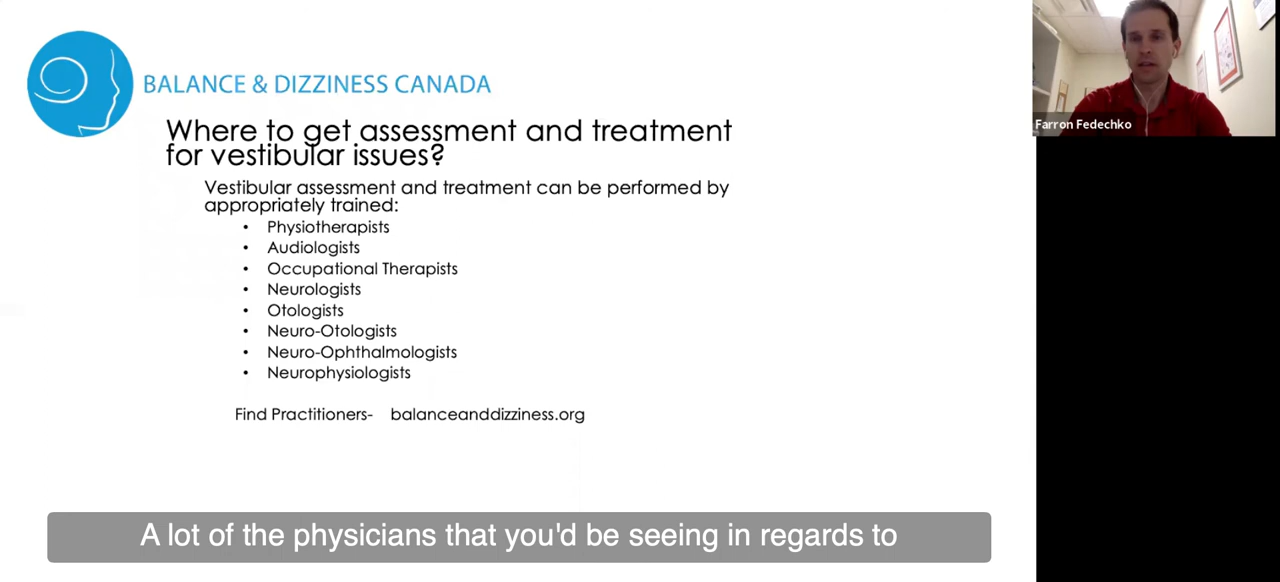 BALANCE & DIZZINESS CANADA
Where to get assessment and treatment
for vestibular issues?
Vestibular assessment and treatment can be performed by
appropriately trained:
• Physiotherapists
• Audiologists
• Occupational Therapists
• Neurologists
• Otologists
• Neuro-Otologists
• Neuro-Ophthalmologists
• Neurophysiologists
Find Practitioners- balanceanddizziness.org
A lot of the physicians that you'd be seeing in regards to
Farron Fedechko